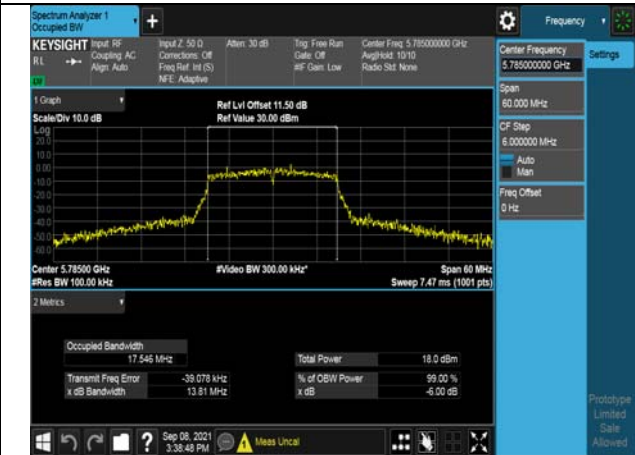 Spectrum Analyzer 1
Occupied BW
+
Frequency
KEYSIGHT
RL
Input: RF
Coupling: AC
Align: Auto
Input Z: 50 Ω
Corrections: Off
Freq Ref: Int (S)
NFE: Adaptive
Atten: 30 dB
Trig: Free Run
Gate: Off
#IF Gain: Low
Center Freq: 5.785000000 GHz
Avg|Hold: 10/10
Radio Std: None
Center Frequency
5.785000000 GHz
Settings
Span
60.000 MHz
CF Step
6.000000 MHz
Auto
Man
Freq Offset
0 Hz
1 Graph
Scale/Div 10.0 dB
Ref Lvl Offset 11.50 dB
Ref Value 30.00 dBm
Log
20.0
10.0
0.00
-10.0
-20.0
-30.0
-40.0
-50.0
-60.0
Center 5.78500 GHz
#Res BW 100.00 kHz
#Video BW 300.00 kHz*
Span 60 MHz
Sweep 7.47 ms (1001 pts)
2 Metrics
Occupied Bandwidth
17.546 MHz
Total Power 18.0 dBm
Transmit Freq Error -39.078 kHz
% of OBW Power 99.00 %
x dB Bandwidth 13.81 MHz
x dB -6.00 dB
Prototype
Limited
Sale
Allowed
?
Sep 08, 2021
3:38:48 PM
Meas Uncal